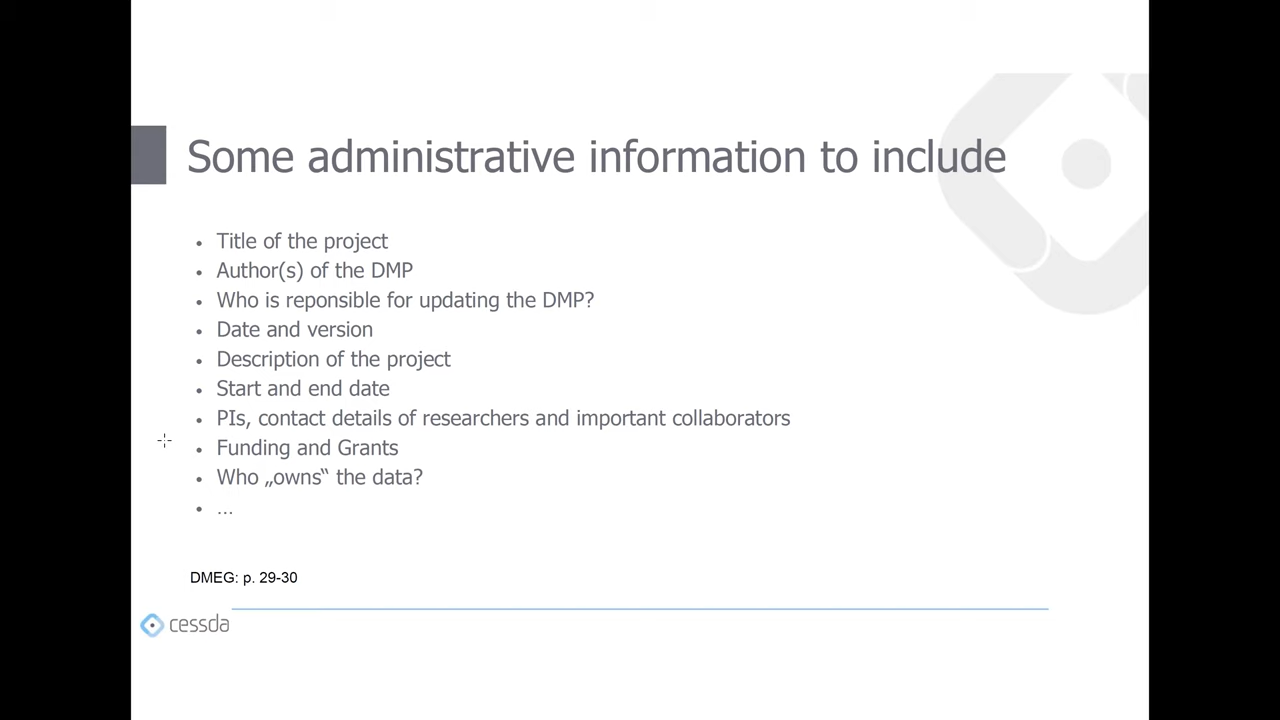 Some administrative information to include
• Title of the project
• Author(s) of the DMP
• Who is reponsible for updating the DMP?
• Date and version
• Description of the project
• Start and end date
• PIs, contact details of researchers and important collaborators
• Funding and Grants
• Who „owns“ the data?
• ...
DMEG: p. 29-30
cessda